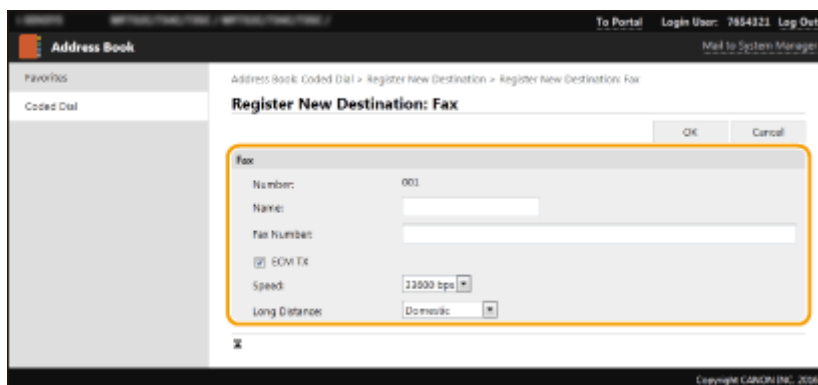 To Portal Login User: 7654321 Log Out
Address Book
Mail to System Manager
Favorites
Address Book: Coded Dial > Register New Destination > Register New Destination: Fax
Coded Dial
Register New Destination: Fax
OK Cancel
Fax
Number: 001
Name:
Fax Number:
ECM TX
Speed: 33600 bps
Long Distance: Domestic
Copyright CANON INC. 2016